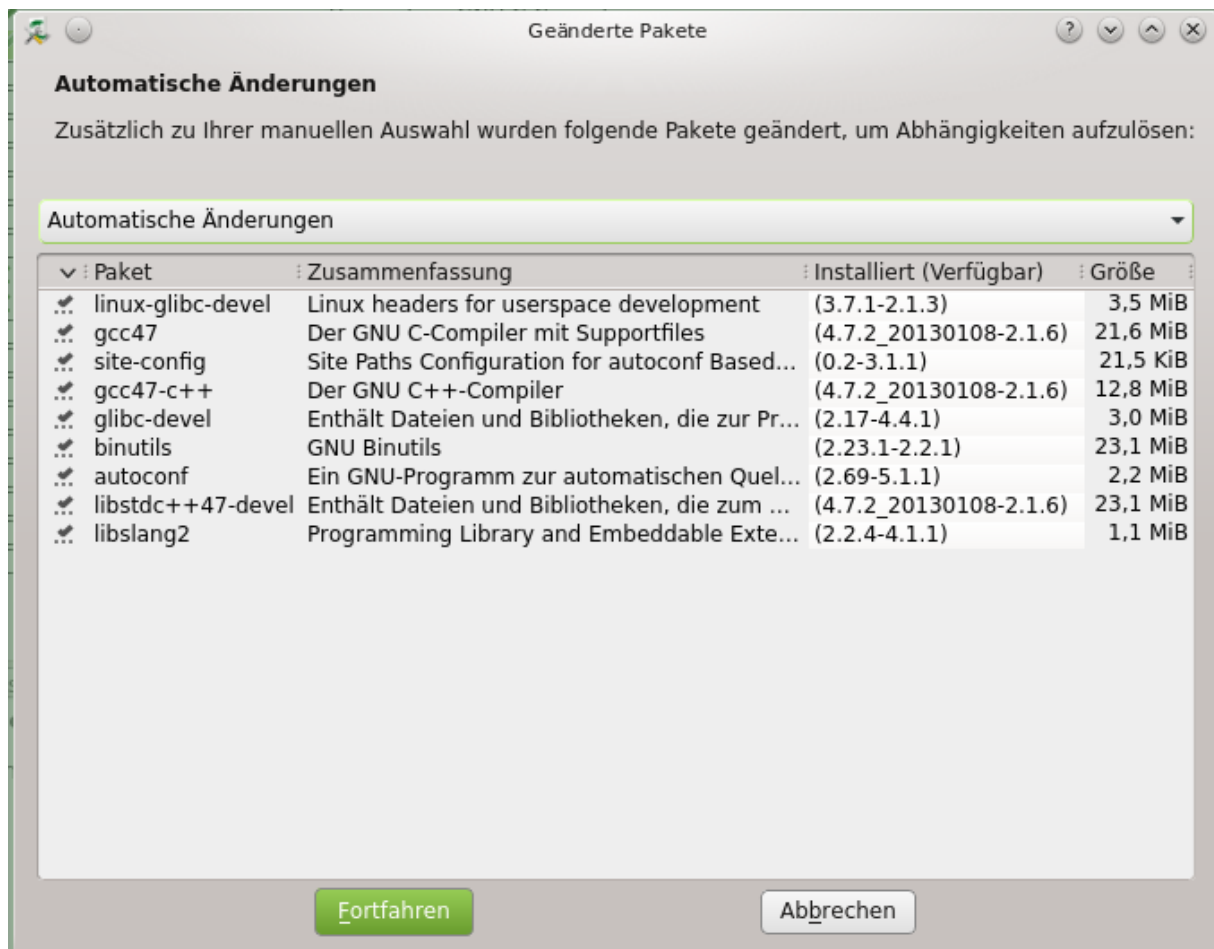 Geänderte Pakete
Automatische Änderungen
Zusätzlich zu Ihrer manuellen Auswahl wurden folgende Pakete geändert, um Abhängigkeiten aufzulösen:
Automatische Änderungen
Paket Zusammenfassung Installiert (Verfügbar) Größe
linux-glibc-devel Linux headers for userspace development (3.7.1-2.1.3) 3,5 MiB
gcc47 Der GNU C-Compiler mit Supportfiles (4.7.2_20130108-2.1.6) 21,6 MiB
site-config Site Paths Configuration for autoconf Based... (0.2-3.1.1) 21,5 KiB
gcc47-c++ Der GNU C++-Compiler (4.7.2_20130108-2.1.6) 12,8 MiB
glibc-devel Enthält Dateien und Bibliotheken, die zur Pr... (2.17-4.4.1) 3,0 MiB
binutils GNU Binutils (2.23.1-2.2.1) 23,1 MiB
autoconf Ein GNU-Programm zur automatischen Quel... (2.69-5.1.1) 2,2 MiB
libstdc++47-devel Enthält Dateien und Bibliotheken, die zum ... (4.7.2_20130108-2.1.6) 23,1 MiB
libslang2 Programming Library and Embeddable Exte... (2.2.4-4.1.1) 1,1 MiB
Fortfahren Abbrechen